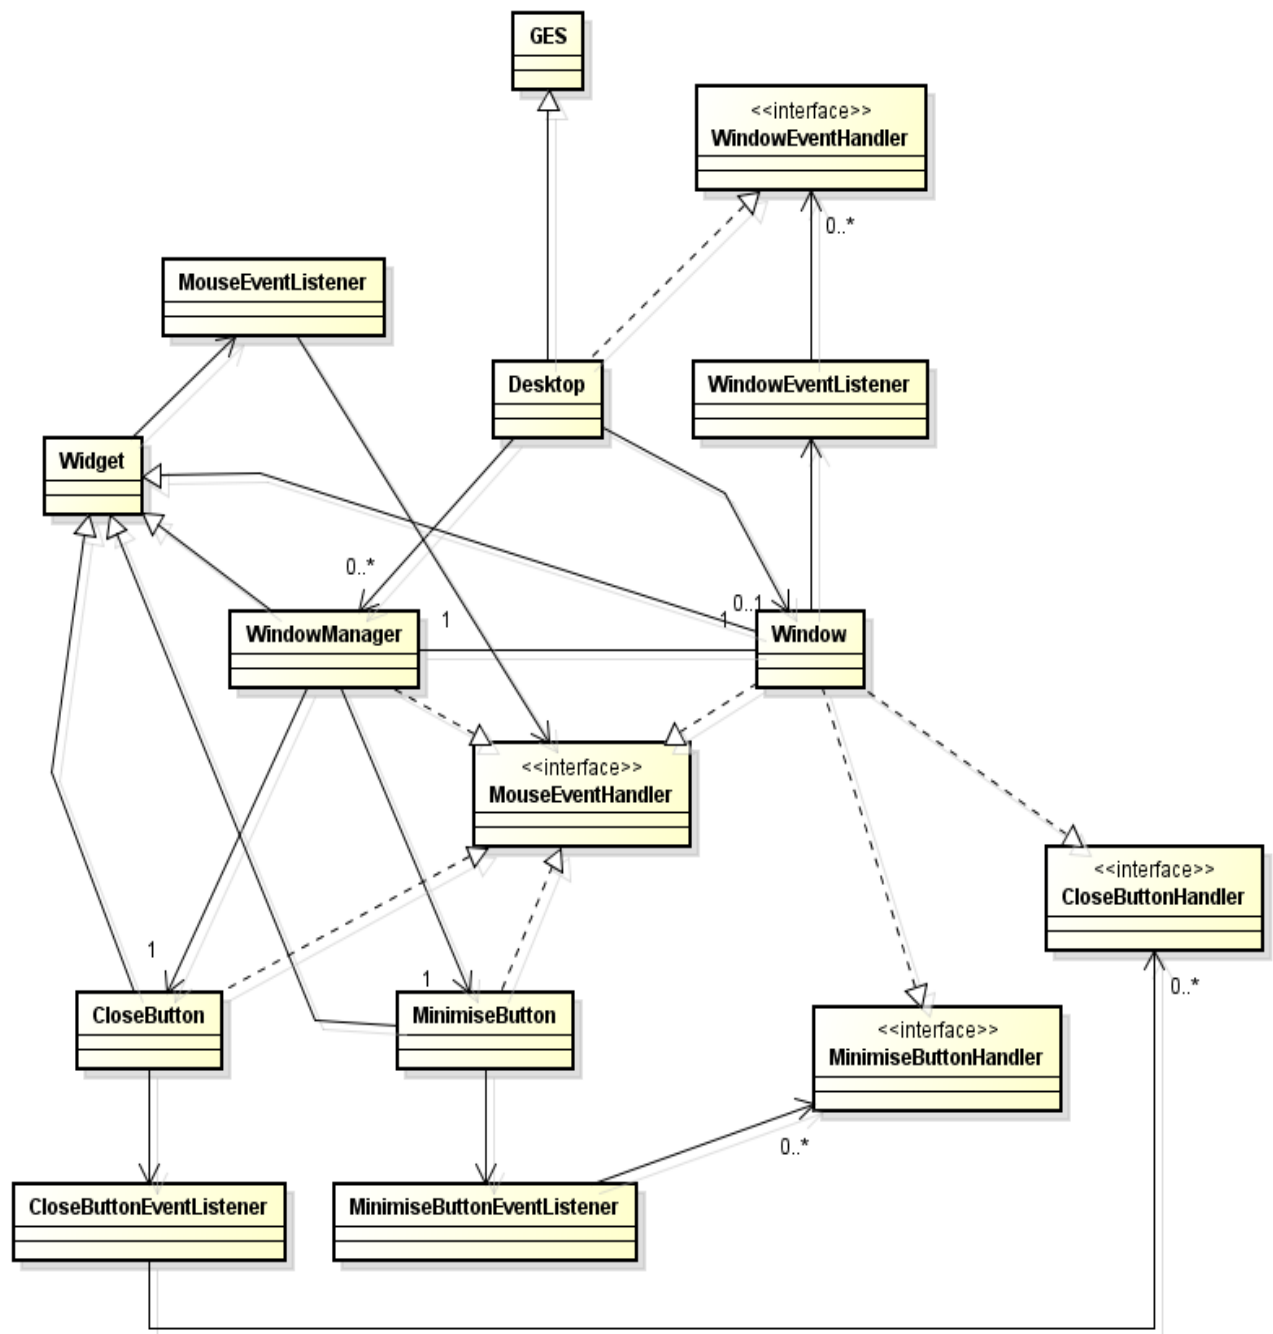 GES
<<interface>>
WindowEventHandler
0..*
MouseEventListener
Desktop
WindowEventListener
Widget
0..*
0..1
1
1
WindowManager
Window
<<interface>>
MouseEventHandler
<<interface>>
CloseButtonHandler
1
1
0..*
CloseButton
MinimiseButton
<<interface>>
MinimiseButtonHandler
0..*
CloseButtonEventListener
MinimiseButtonEventListener